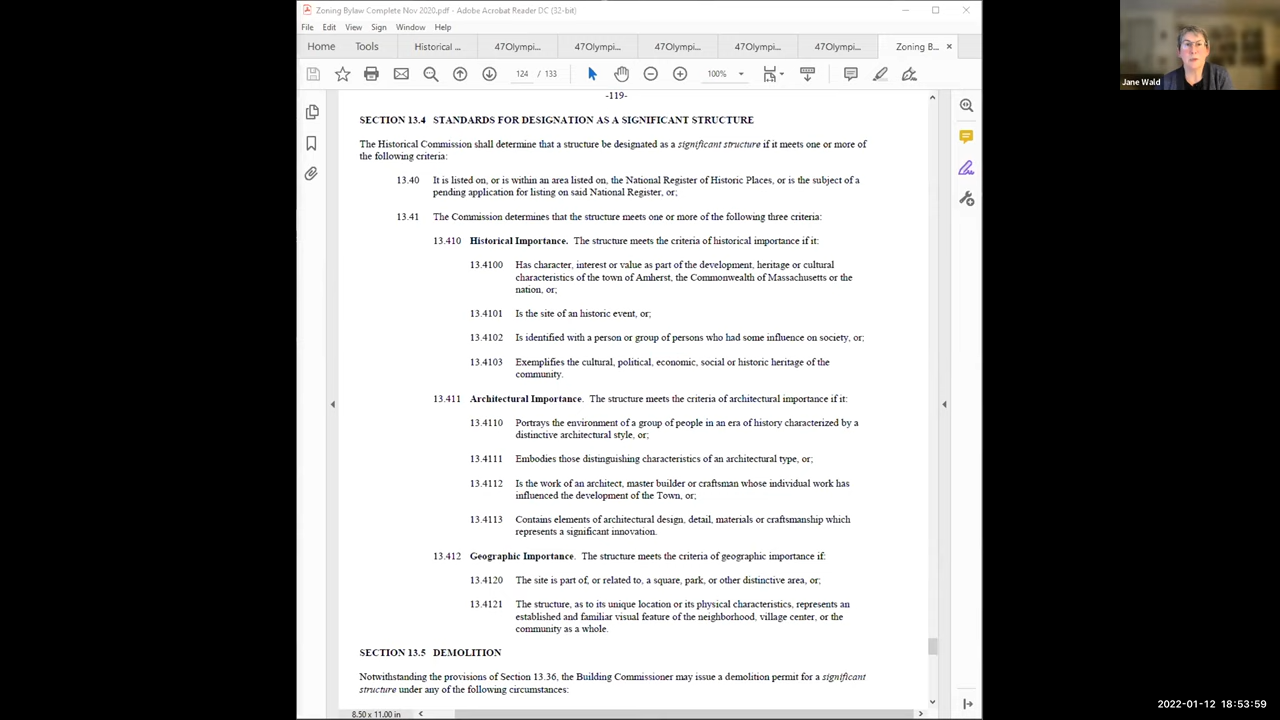 Zoning Bylaw Complete Nov 2020.pdf - Adobe Acrobat Reader DC (32-bit)
File Edit View Sign Window Help
Home Tools Historical ... 47Olympi... 47Olympi... 47Olympi... 47Olympi... 47Olympi... Zoning B... ×
124 / 133 100%
-119-
SECTION 13.4 STANDARDS FOR DESIGNATION AS A SIGNIFICANT STRUCTURE
The Historical Commission shall determine that a structure be designated as a significant structure if it meets one or more of
the following criteria:
13.40 It is listed on, or is within an area listed on, the National Register of Historic Places, or is the subject of a
pending application for listing on said National Register, or;
13.41 The Commission determines that the structure meets one or more of the following three criteria:
13.410 Historical Importance. The structure meets the criteria of historical importance if it:
13.4100 Has character, interest or value as part of the development, heritage or cultural
characteristics of the town of Amherst, the Commonwealth of Massachusetts or the
nation, or;
13.4101 Is the site of an historic event, or;
13.4102 Is identified with a person or group of persons who had some influence on society, or;
13.4103 Exemplifies the cultural, political, economic, social or historic heritage of the
community.
13.411 Architectural Importance. The structure meets the criteria of architectural importance if it:
13.4110 Portrays the environment of a group of people in an era of history characterized by a
distinctive architectural style, or;
13.4111 Embodies those distinguishing characteristics of an architectural type, or;
13.4112 Is the work of an architect, master builder or craftsman whose individual work has
influenced the development of the Town, or;
13.4113 Contains elements of architectural design, detail, materials or craftsmanship which
represents a significant innovation.
13.412 Geographic Importance. The structure meets the criteria of geographic importance if:
13.4120 The site is part of, or related to, a square, park, or other distinctive area, or;
13.4121 The structure, as to its unique location or its physical characteristics, represents an
established and familiar visual feature of the neighborhood, village center, or the
community as a whole.
SECTION 13.5 DEMOLITION
Notwithstanding the provisions of Section 13.36, the Building Commissioner may issue a demolition permit for a significant
structure under any of the following circumstances:
8.50 x 11.00 in
Jane Wald
2022-01-12 18:53:59